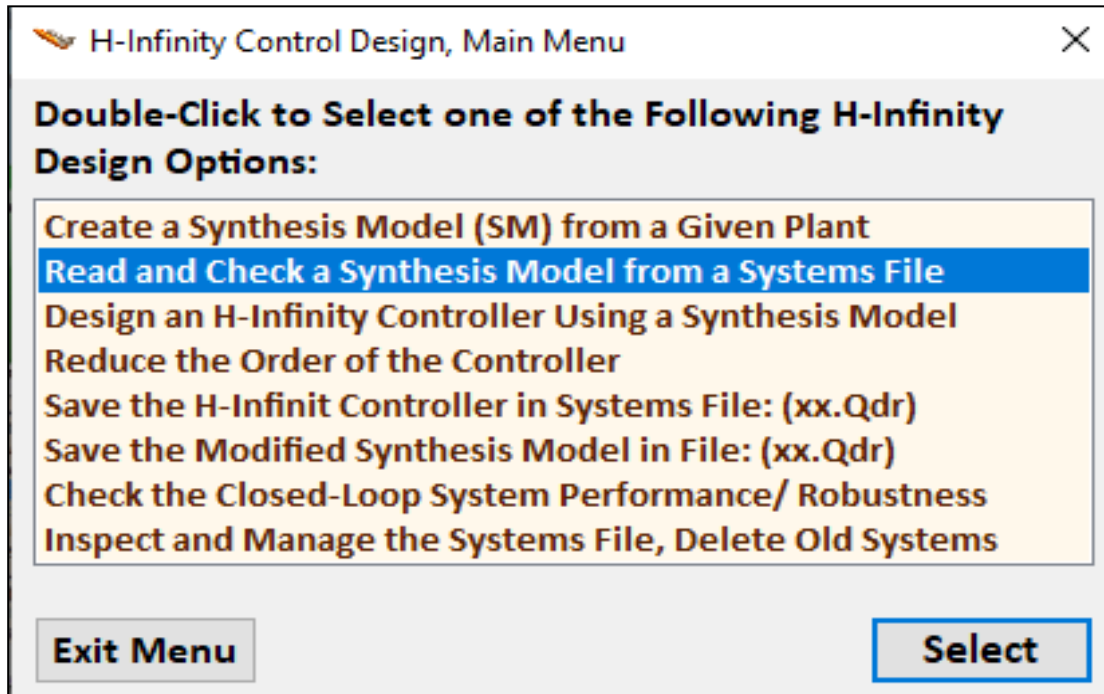 H-Infinity Control Design, Main Menu
Double-Click to Select one of the Following H-Infinity
Design Options:
Create a Synthesis Model (SM) from a Given Plant
Read and Check a Synthesis Model from a Systems File
Design an H-Infinity Controller Using a Synthesis Model
Reduce the Order of the Controller
Save the H-Infinit Controller in Systems File: (xx.Qdr)
Save the Modified Synthesis Model in File: (xx.Qdr)
Check the Closed-Loop System Performance/ Robustness
Inspect and Manage the Systems File, Delete Old Systems
Exit Menu
Select